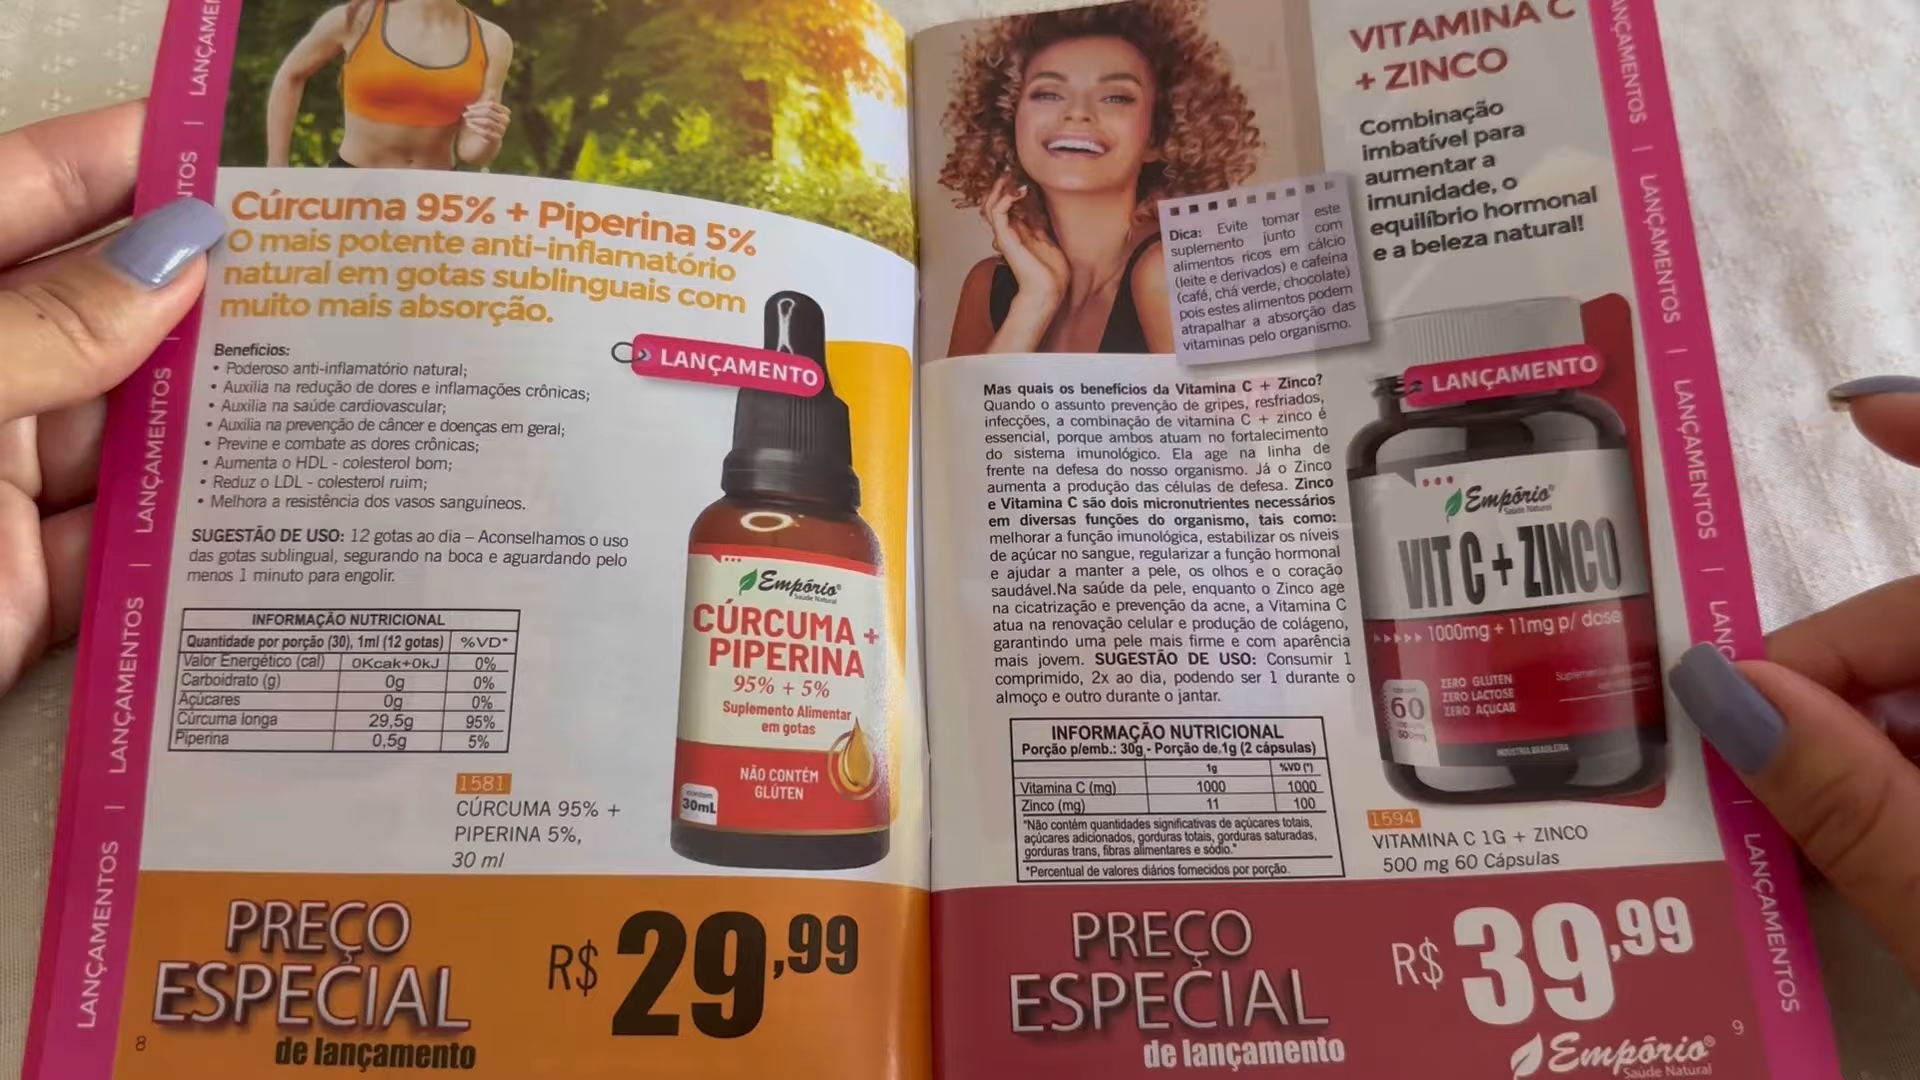 LANÇAMENTOS | LANÇAMENTOS | LANÇAMENTOS | LANÇAMENTOS
Cúrcuma 95% + Piperina 5%
O mais potente anti-inflamatório
natural em gotas sublinguais com
muito mais absorção.
LANÇAMENTO
Benefícios:
• Poderoso anti-inflamatório natural;
• Auxilia na redução de dores e inflamações crônicas;
• Auxilia na saúde cardiovascular;
• Auxilia na prevenção de câncer e doenças em geral;
• Previne e combate as dores crônicas;
• Aumenta o HDL - colesterol bom;
• Reduz o LDL - colesterol ruim;
• Melhora a resistência dos vasos sanguíneos.
SUGESTÃO DE USO: 12 gotas ao dia – Aconselhamos o uso
das gotas sublingual, segurando na boca e aguardando pelo
menos 1 minuto para engolir.
INFORMAÇÃO NUTRICIONAL
Quantidade por porção (30), 1ml (12 gotas) %VD*
Valor Energético (cal) 0Kcak+0kJ 0%
Carboidrato (g) 0g 0%
Açúcares 0g 0%
Cúrcuma longa 29,5g 95%
Piperina 0,5g 5%
Empório
Saúde Natural
CÚRCUMA +
PIPERINA
95% + 5%
Suplemento Alimentar
em gotas
NÃO CONTÉM
GLÚTEN
contém
30mL
1581
CÚRCUMA 95% +
PIPERINA 5%,
30 ml
PREÇO
ESPECIAL
de lançamento
R$ 29,99
8
VITAMINA C
+ ZINCO
Combinação
imbatível para
aumentar a
imunidade, o
equilíbrio hormonal
e a beleza natural!
Dica: Evite tomar este
suplemento junto com
alimentos ricos em cálcio
(leite e derivados) e cafeína
(café, chá verde, chocolate)
pois estes alimentos podem
atrapalhar a absorção das
vitaminas pelo organismo.
LANÇAMENTO
Mas quais os benefícios da Vitamina C + Zinco?
Quando o assunto prevenção de gripes, resfriados,
infecções, a combinação de vitamina C + zinco é
essencial, porque ambos atuam no fortalecimento
do sistema imunológico. Ela age na linha de
frente na defesa do nosso organismo. Já o Zinco
aumenta a produção das células de defesa. Zinco
e Vitamina C são dois micronutrientes necessários
em diversas funções do organismo, tais como:
melhorar a função imunológica, estabilizar os níveis
de açúcar no sangue, regularizar a função hormonal
e ajudar a manter a pele, os olhos e o coração
saudável.Na saúde da pele, enquanto o Zinco age
na cicatrização e prevenção da acne, a Vitamina C
atua na renovação celular e produção de colágeno,
garantindo uma pele mais firme e com aparência
mais jovem. SUGESTÃO DE USO: Consumir 1
comprimido, 2x ao dia, podendo ser 1 durante o
almoço e outro durante o jantar.
INFORMAÇÃO NUTRICIONAL
Porção p/emb.: 30g - Porção de.1g (2 cápsulas)
1g %VD (*)
Vitamina C (mg) 1000 1000
Zinco (mg) 11 100
*Não contém quantidades significativas de açúcares totais,
açúcares adicionados, gorduras totais, gorduras saturadas,
gorduras trans, fibras alimentares e sódio.*
*Percentual de valores diários fornecidos por porção.
Empório
Saúde Natural
VIT C + ZINCO
1000mg + 11mg p/ dose
ZERO GLUTEN
ZERO LACTOSE
ZERO AÇUCAR
60
500mg
INDÚSTRIA BRASILEIRA
1594
VITAMINA C 1G + ZINCO
500 mg 60 Cápsulas
PREÇO
ESPECIAL
de lançamento
R$ 39,99
Empório
Saúde Natural
9
LANÇAMENTOS | LANÇAMENTOS | LANÇAMENTOS | LANÇAMENTOS